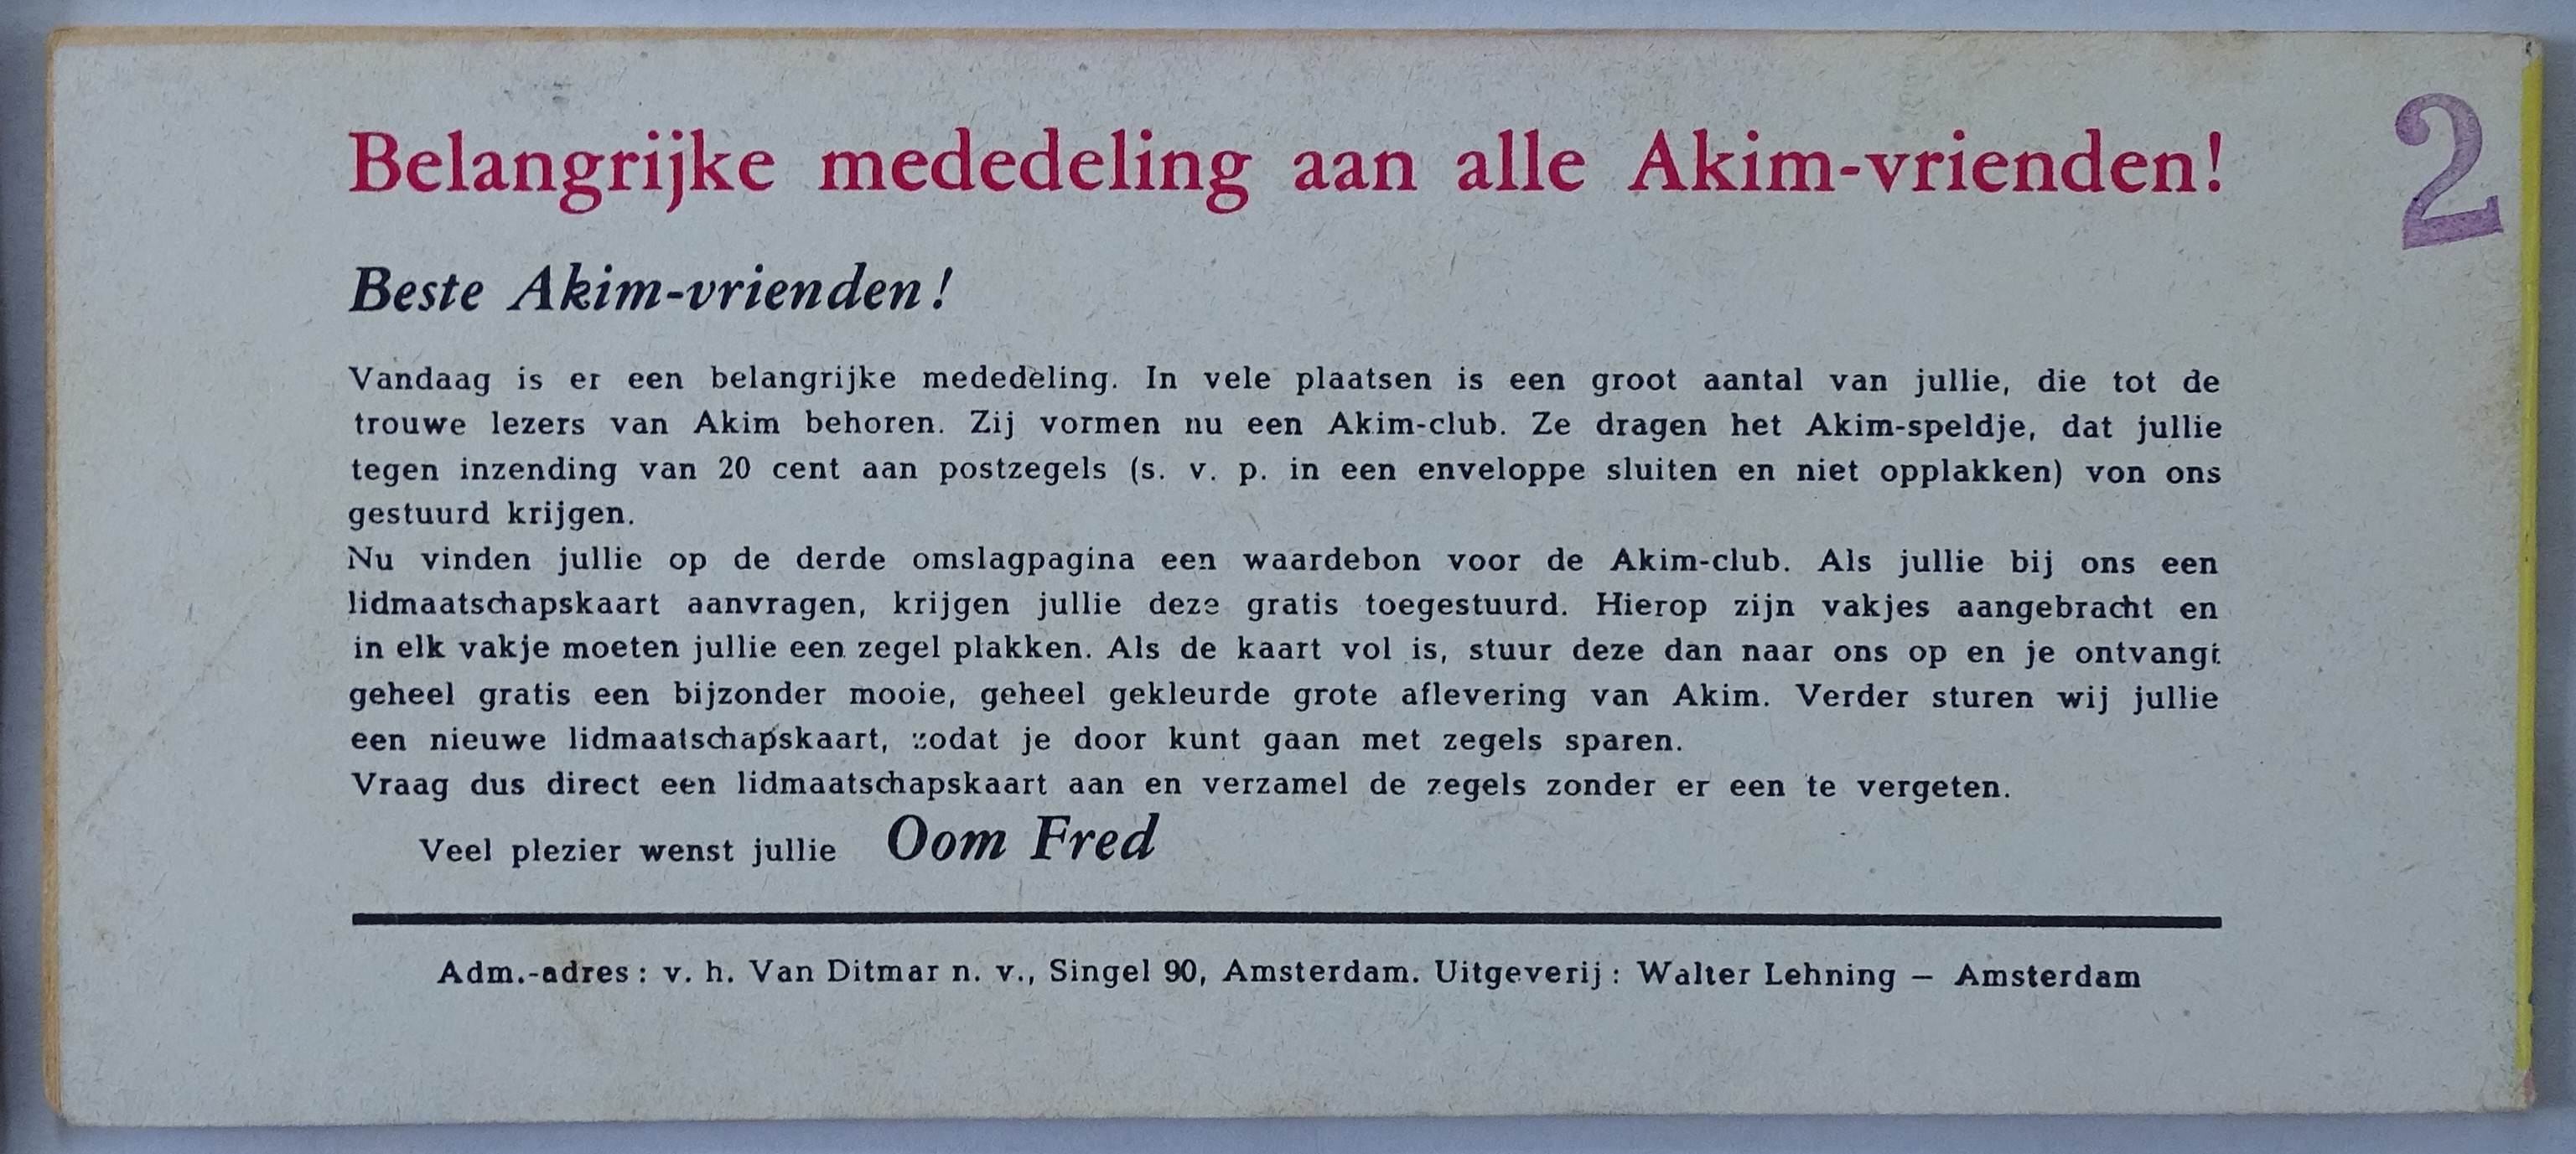 Belangrijke mededeling aan alle Akim-vrienden!
2
Beste Akim-vrienden!
Vandaag is er een belangrijke mededeling. In vele plaatsen is een groot aantal van jullie, die tot de
trouwe lezers van Akim behoren. Zij vormen nu een Akim-club. Ze dragen het Akim-speldje, dat jullie
tegen inzending van 20 cent aan postzegels (s. v. p. in een enveloppe sluiten en niet opplakken) von ons
gestuurd krijgen.
Nu vinden jullie op de derde omslagpagina een waardebon voor de Akim-club. Als jullie bij ons een
lidmaatschapskaart aanvragen, krijgen jullie deze gratis toegestuurd. Hierop zijn vakjes aangebracht en
in elk vakje moeten jullie een zegel plakken. Als de kaart vol is, stuur deze dan naar ons op en je ontvangt
geheel gratis een bijzonder mooie, geheel gekleurde grote aflevering van Akim. Verder sturen wij jullie
een nieuwe lidmaatschapskaart, zodat je door kunt gaan met zegels sparen.
Vraag dus direct een lidmaatschapskaart aan en verzamel de zegels zonder er een te vergeten.
Veel plezier wenst jullie Oom Fred
Adm.-adres: v. h. Van Ditmar n. v., Singel 90, Amsterdam. Uitgeverij: Walter Lehning — Amsterdam